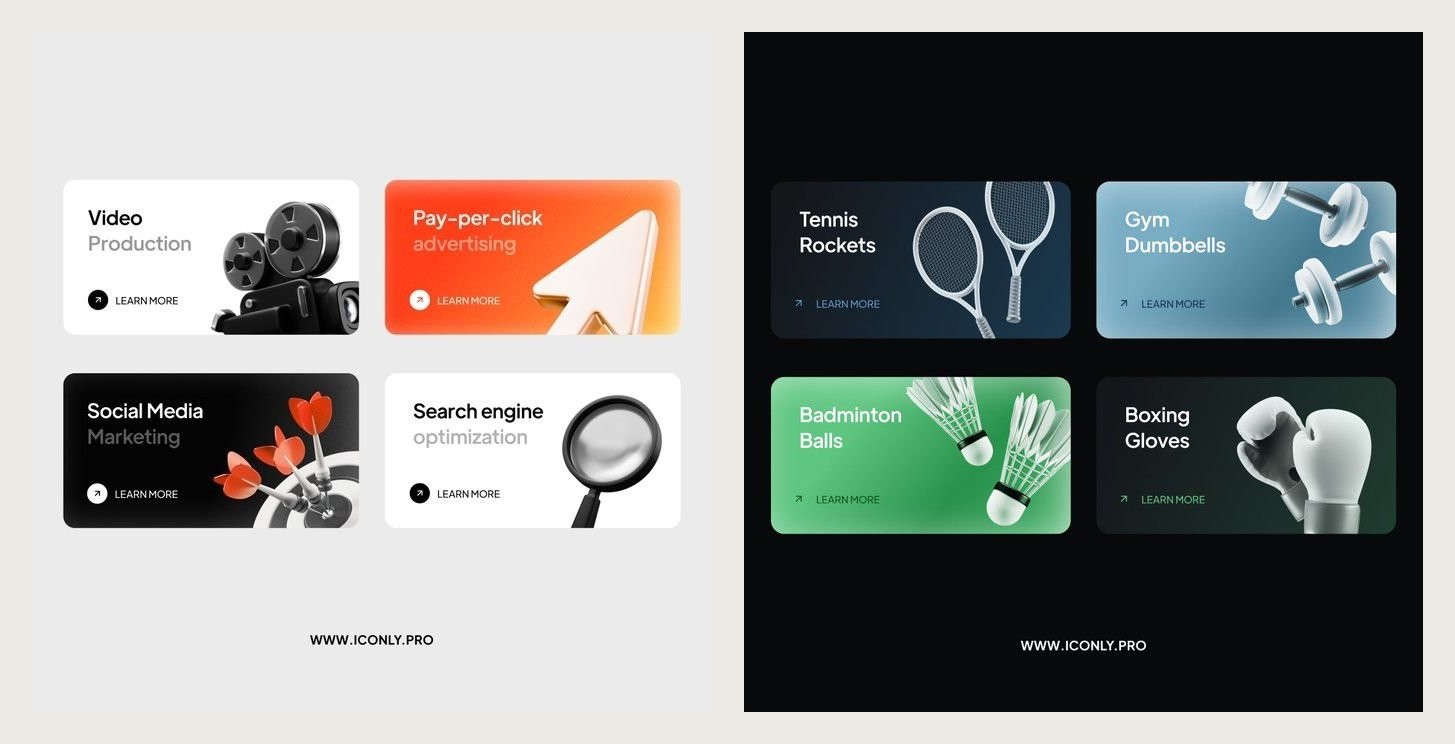 Video
Production
LEARN MORE
Pay-per-click
advertising
LEARN MORE
Social Media
Marketing
LEARN MORE
Search engine
optimization
LEARN MORE
WWW.ICONLY.PRO
Tennis
Rockets
LEARN MORE
Gym
Dumbbells
LEARN MORE
Badminton
Balls
LEARN MORE
Boxing
Gloves
LEARN MORE
WWW.ICONLY.PRO